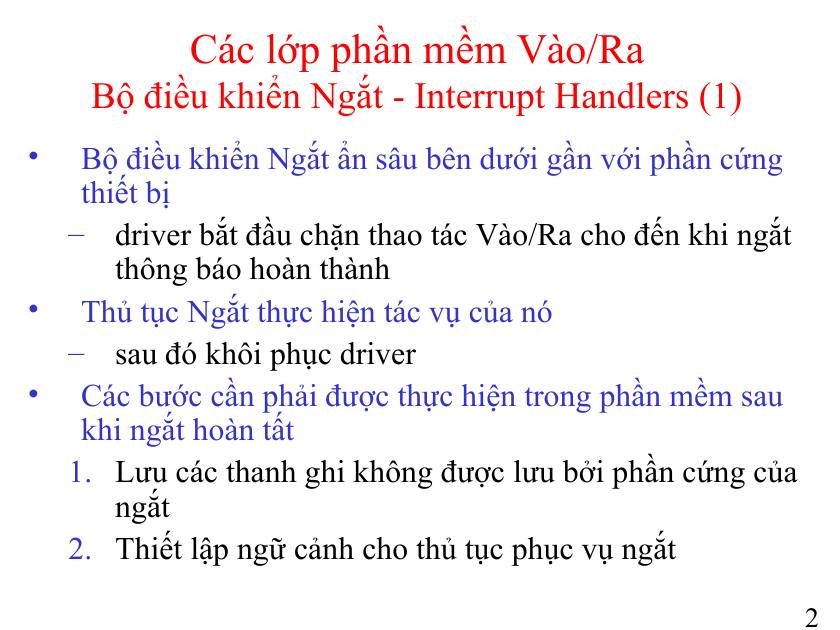 Các lớp phần mềm Vào/Ra
Bộ điều khiển Ngắt - Interrupt Handlers (1)
• Bộ điều khiển Ngắt ẩn sâu bên dưới gần với phần cứng
thiết bị
– driver bắt đầu chặn thao tác Vào/Ra cho đến khi ngắt
thông báo hoàn thành
• Thủ tục Ngắt thực hiện tác vụ của nó
– sau đó khôi phục driver
• Các bước cần phải được thực hiện trong phần mềm sau
khi ngắt hoàn tất
1. Lưu các thanh ghi không được lưu bởi phần cứng của
ngắt
2. Thiết lập ngữ cảnh cho thủ tục phục vụ ngắt
2